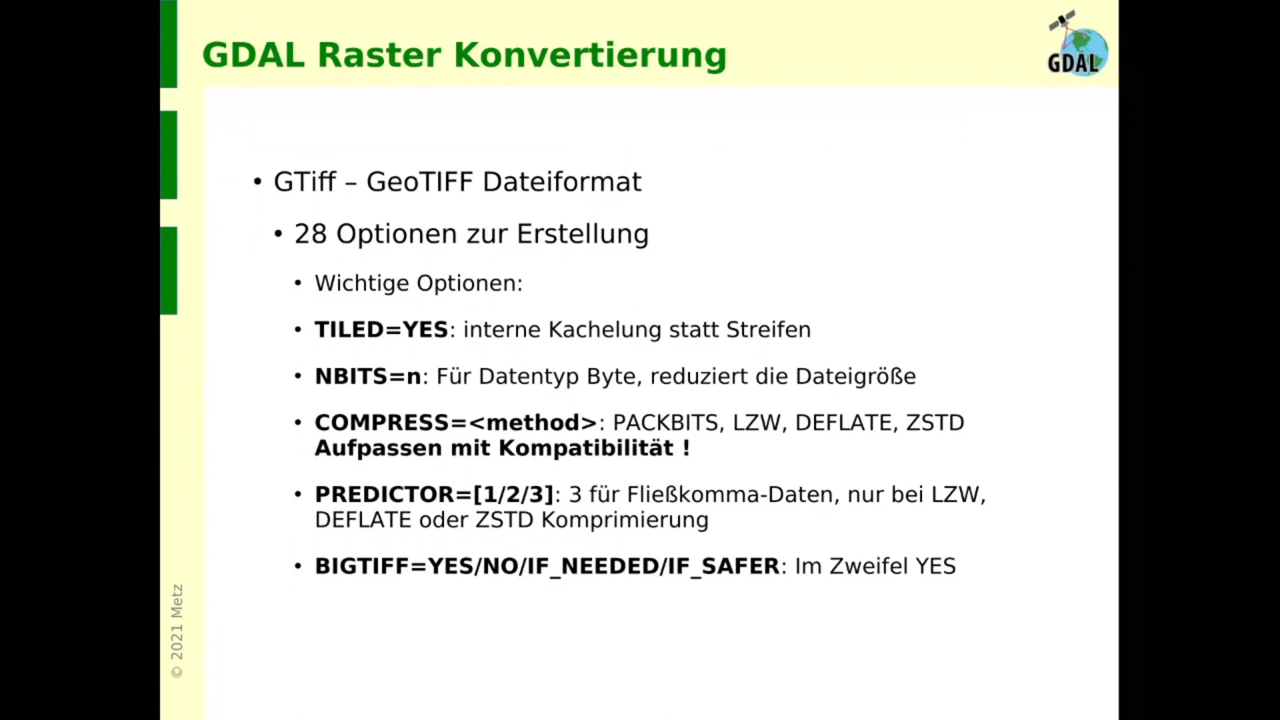 GDAL Raster Konvertierung
GDAL
• GTiff – GeoTIFF Dateiformat
• 28 Optionen zur Erstellung
• Wichtige Optionen:
• TILED=YES: interne Kachelung statt Streifen
• NBITS=n: Für Datentyp Byte, reduziert die Dateigröße
• COMPRESS=<method>: PACKBITS, LZW, DEFLATE, ZSTD
Aufpassen mit Kompatibilität !
• PREDICTOR=[1/2/3]: 3 für Fließkomma-Daten, nur bei LZW,
DEFLATE oder ZSTD Komprimierung
• BIGTIFF=YES/NO/IF_NEEDED/IF_SAFER: Im Zweifel YES
© 2021 Metz